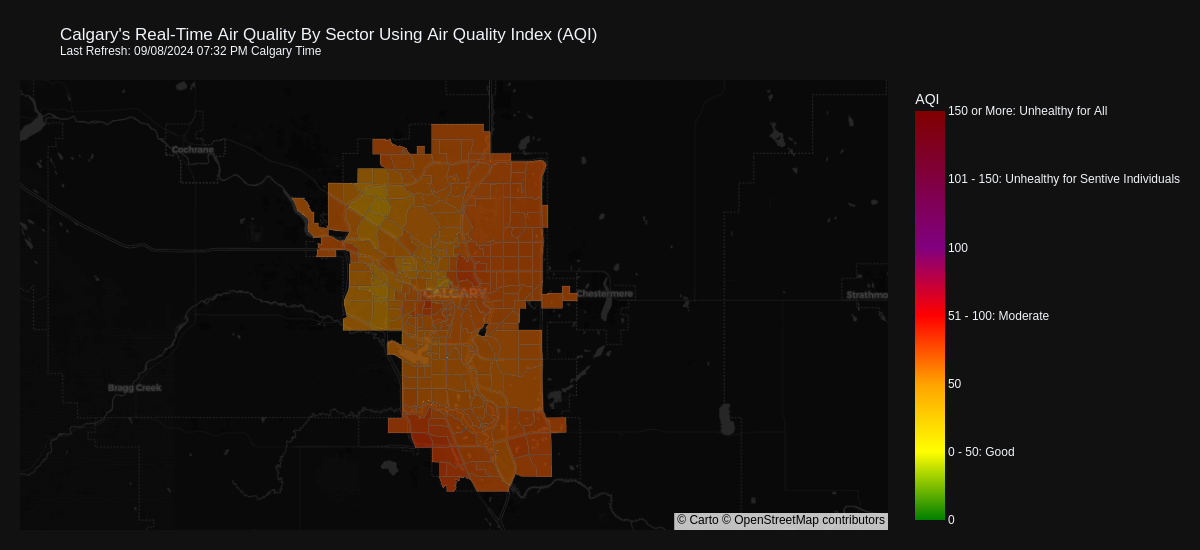 Calgary's Real-Time Air Quality By Sector Using Air Quality Index (AQI)
Last Refresh: 09/08/2024 07:32 PM Calgary Time
AQI
150 or More: Unhealthy for All
101 - 150: Unhealthy for Sentive Individuals
100
51 - 100: Moderate
50
0 - 50: Good
0
Cochrane
CALGARY
Chestermere
Strathmo
Bragg Creek
© Carto © OpenStreetMap contributors